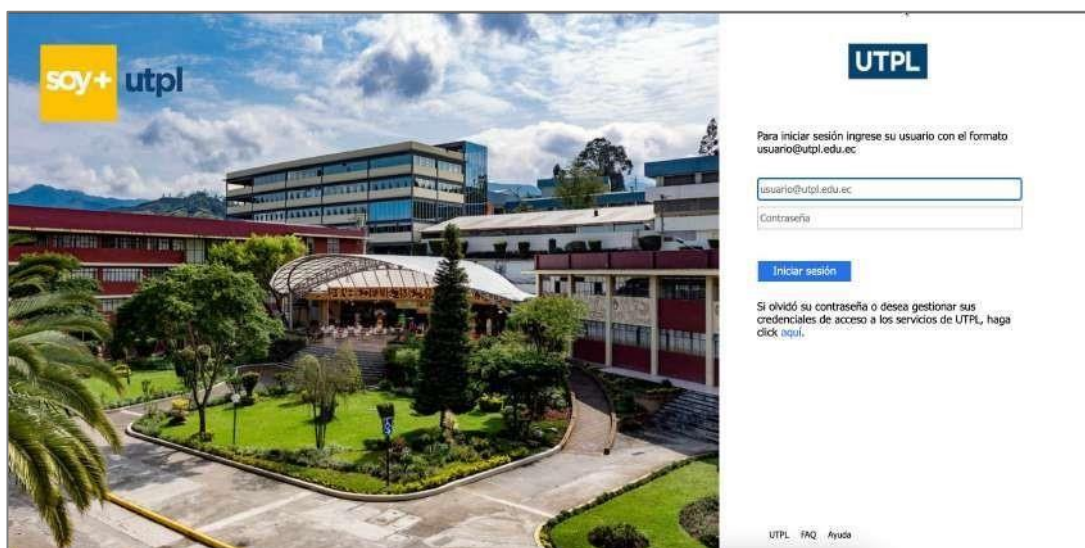 soy+ utpl
UTPL
Para iniciar sesión ingrese su usuario con el formato
usuario@utpl.edu.ec
usuario@utpl.edu.ec
Contraseña
Iniciar sesión
Si olvidó su contraseña o desea gestionar sus
credenciales de acceso a los servicios de UTPL, haga
click aquí.
UTPL FAQ Ayuda